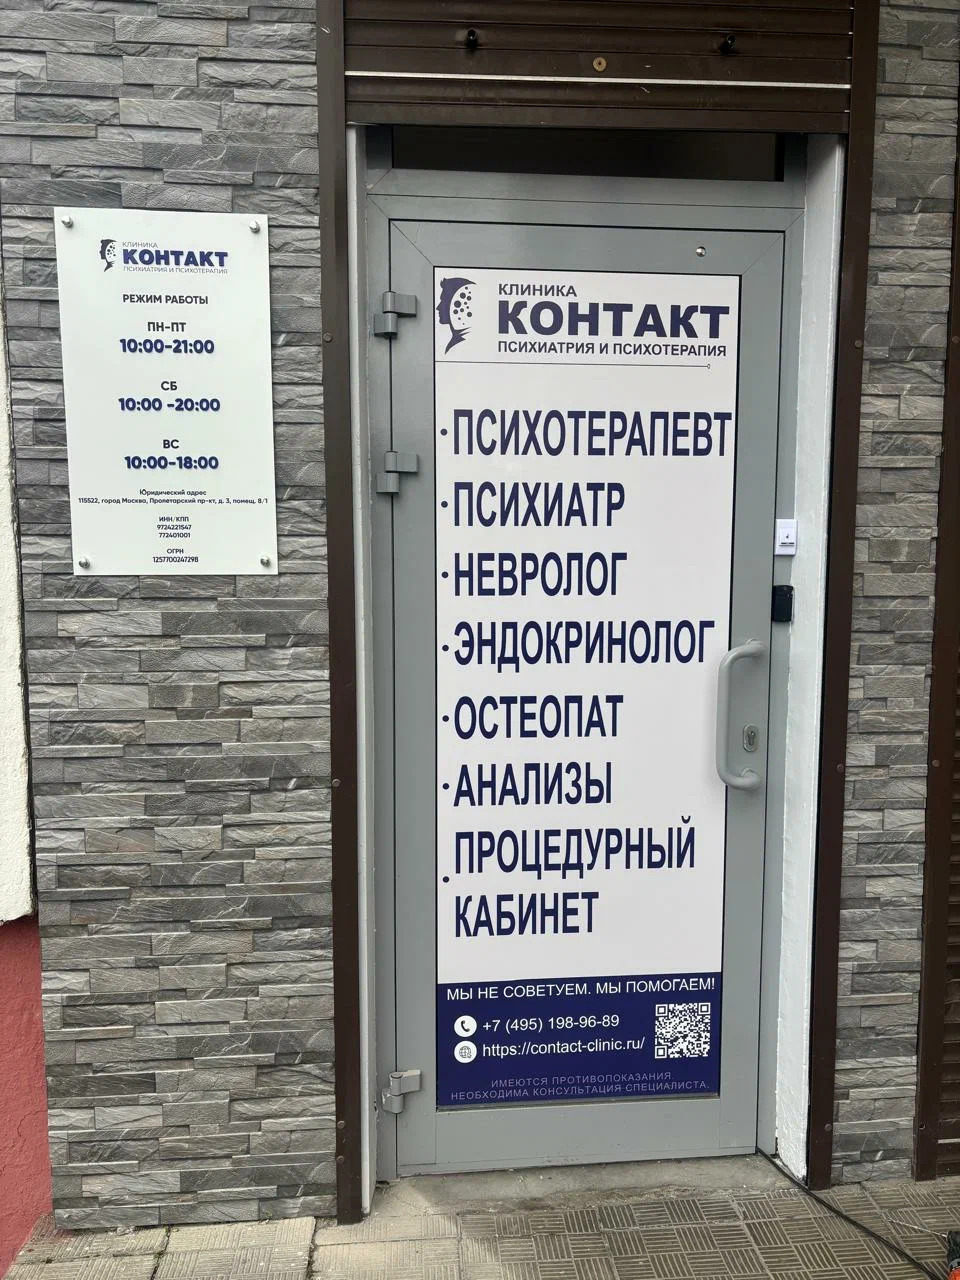 КЛИНИКА
КОНТАКТ
ПСИХИАТРИЯ И ПСИХОТЕРАПИЯ
РЕЖИМ РАБОТЫ
ПН-ПТ
10:00-21:00
СБ
10:00 -20:00
ВС
10:00-18:00
Юридический адрес
115522, город Москва, Пролетарский пр-кт, д. 3, помещ. 8/1
ИНН/КПП
9724221547
772401001
ОГРН
1257700247298
КЛИНИКА
КОНТАКТ
ПСИХИАТРИЯ И ПСИХОТЕРАПИЯ
·ПСИХОТЕРАПЕВТ
·ПСИХИАТР
·НЕВРОЛОГ
·ЭНДОКРИНОЛОГ
·ОСТЕОПАТ
·АНАЛИЗЫ
·ПРОЦЕДУРНЫЙ
КАБИНЕТ
МЫ НЕ СОВЕТУЕМ. МЫ ПОМОГАЕМ!
+7 (495) 198-96-89
https://contact-clinic.ru/
ИМЕЮТСЯ ПРОТИВОПОКАЗАНИЯ
НЕОБХОДИМА КОНСУЛЬТАЦИЯ СПЕЦИАЛИСТА.